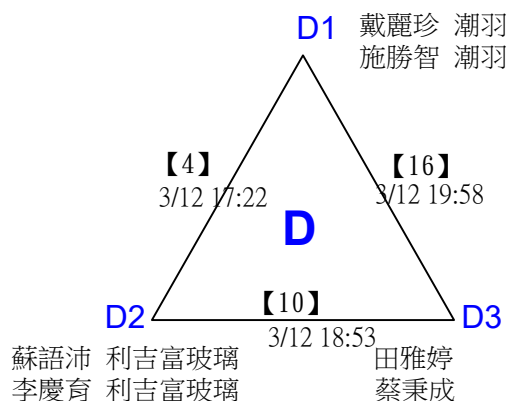 D1
戴麗珍 潮羽
施勝智 潮羽
【4】
3/12 17:22
【16】
3/12 19:58
D
【10】
3/12 18:53
D2
蘇語沛 利吉富玻璃
李慶育 利吉富玻璃
D3
田雅婷
蔡秉成